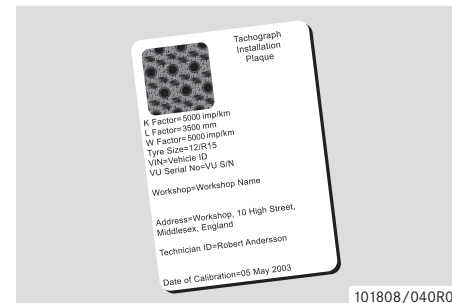 Tachograph
Installation
Plaque
K Factor=5000 imp/km
L Factor=3500 mm
W Factor=5000 imp/km
Tyre Size=12/R15
VIN=Vehicle ID
VU Serial No=VU S/N
Workshop=Workshop Name
Address=Workshop, 10 High Street,
Middlesex, England
Technician ID=Robert Andersson
Date of Calibration=05 May 2003
101808/040R0